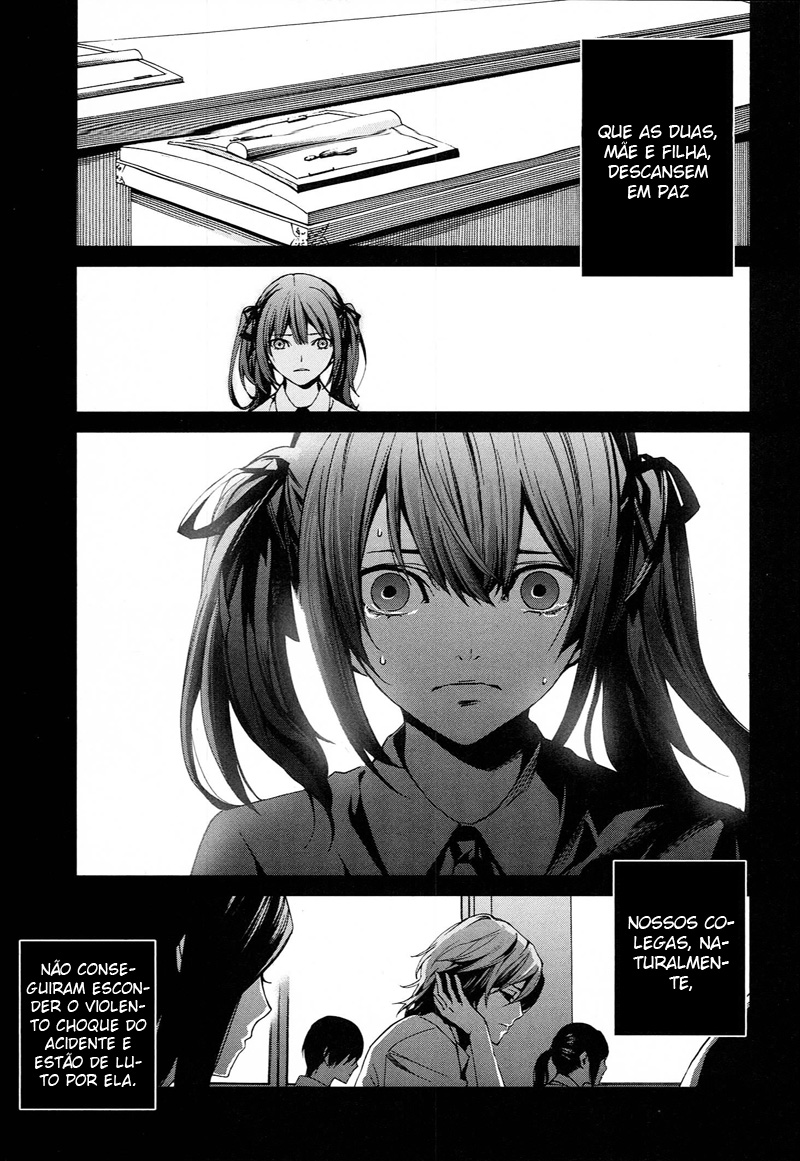 QUE AS DUAS,
MÃE E FILHA,
DESCANSEM
EM PAZ
NOSSOS CO-
LEGAS, NA-
TURALMEN-
TE,
NÃO CONSE-
GUIRAM ESCON-
DER O VIOLEN-
TO CHOQUE DO
ACIDENTE E
ESTÃO DE LU-
TO POR ELA.